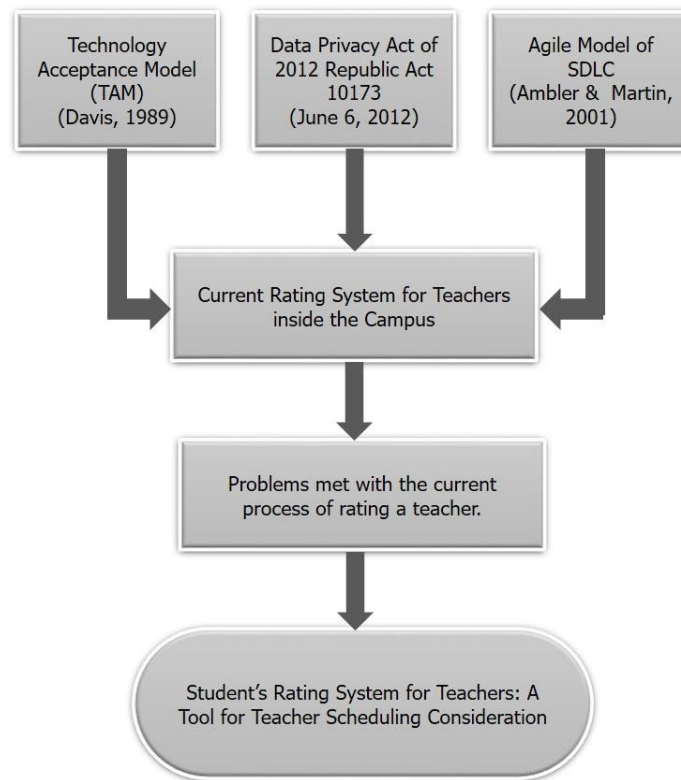 Technology
Acceptance Model
(TAM)
(Davis, 1989)
Data Privacy Act of
2012 Republic Act
10173
(June 6, 2012)
Agile Model of
SDLC
(Ambler & Martin,
2001)
Current Rating System for Teachers
inside the Campus
Problems met with the current
process of rating a teacher.
Student’s Rating System for Teachers: A
Tool for Teacher Scheduling Consideration